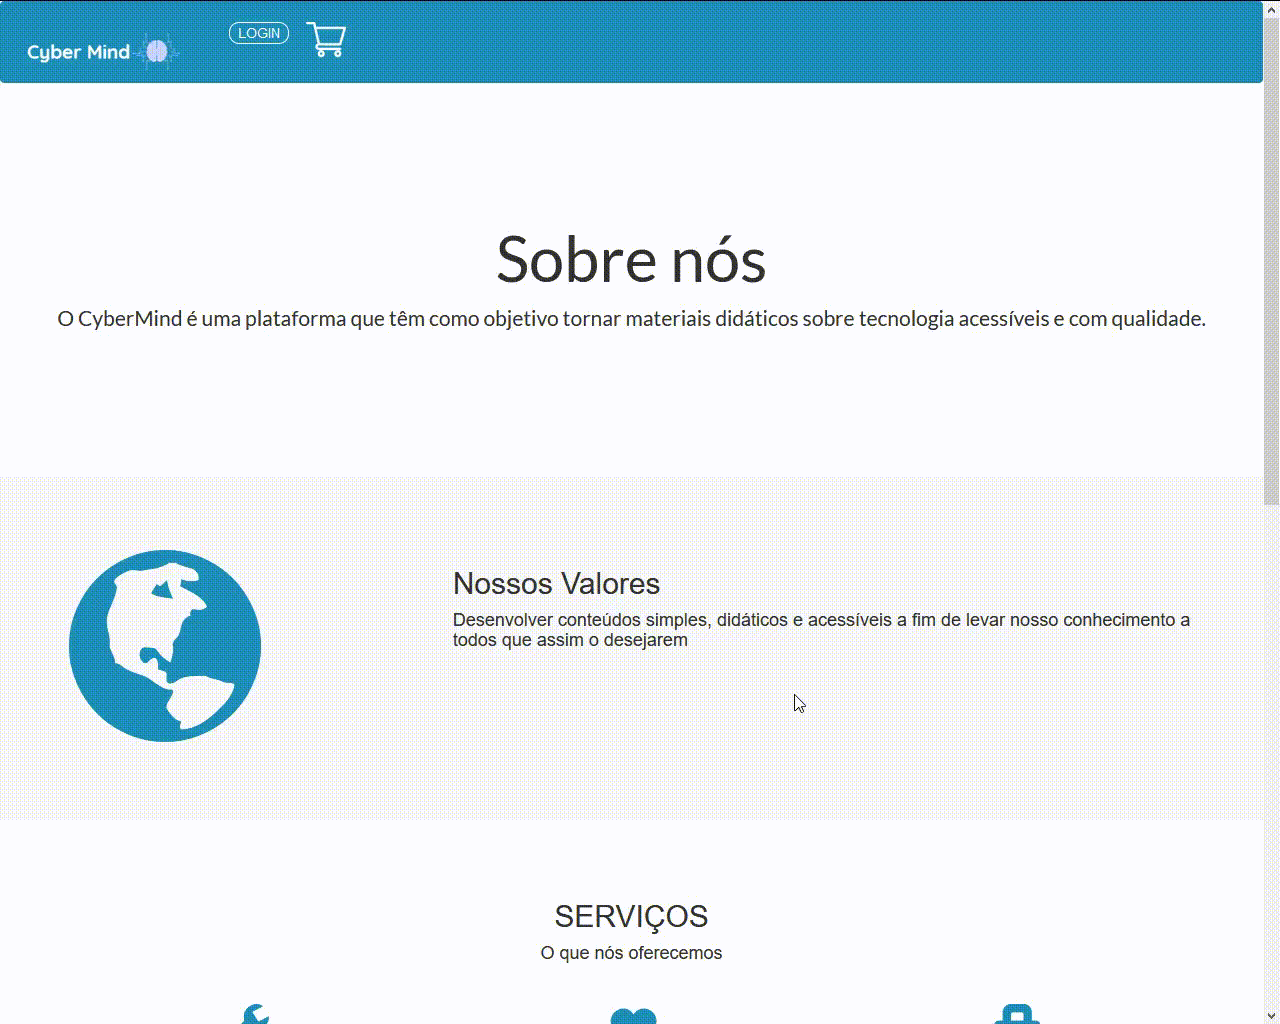 Cyber Mind
LOGIN
Sobre nós
O CyberMind é uma plataforma que têm como objetivo tornar materiais didáticos sobre tecnologia acessíveis e com qualidade.
Nossos Valores
Desenvolver conteúdos simples, didáticos e acessíveis a fim de levar nosso conhecimento a
todos que assim o desejarem
SERVIÇOS
O que nós oferecemos